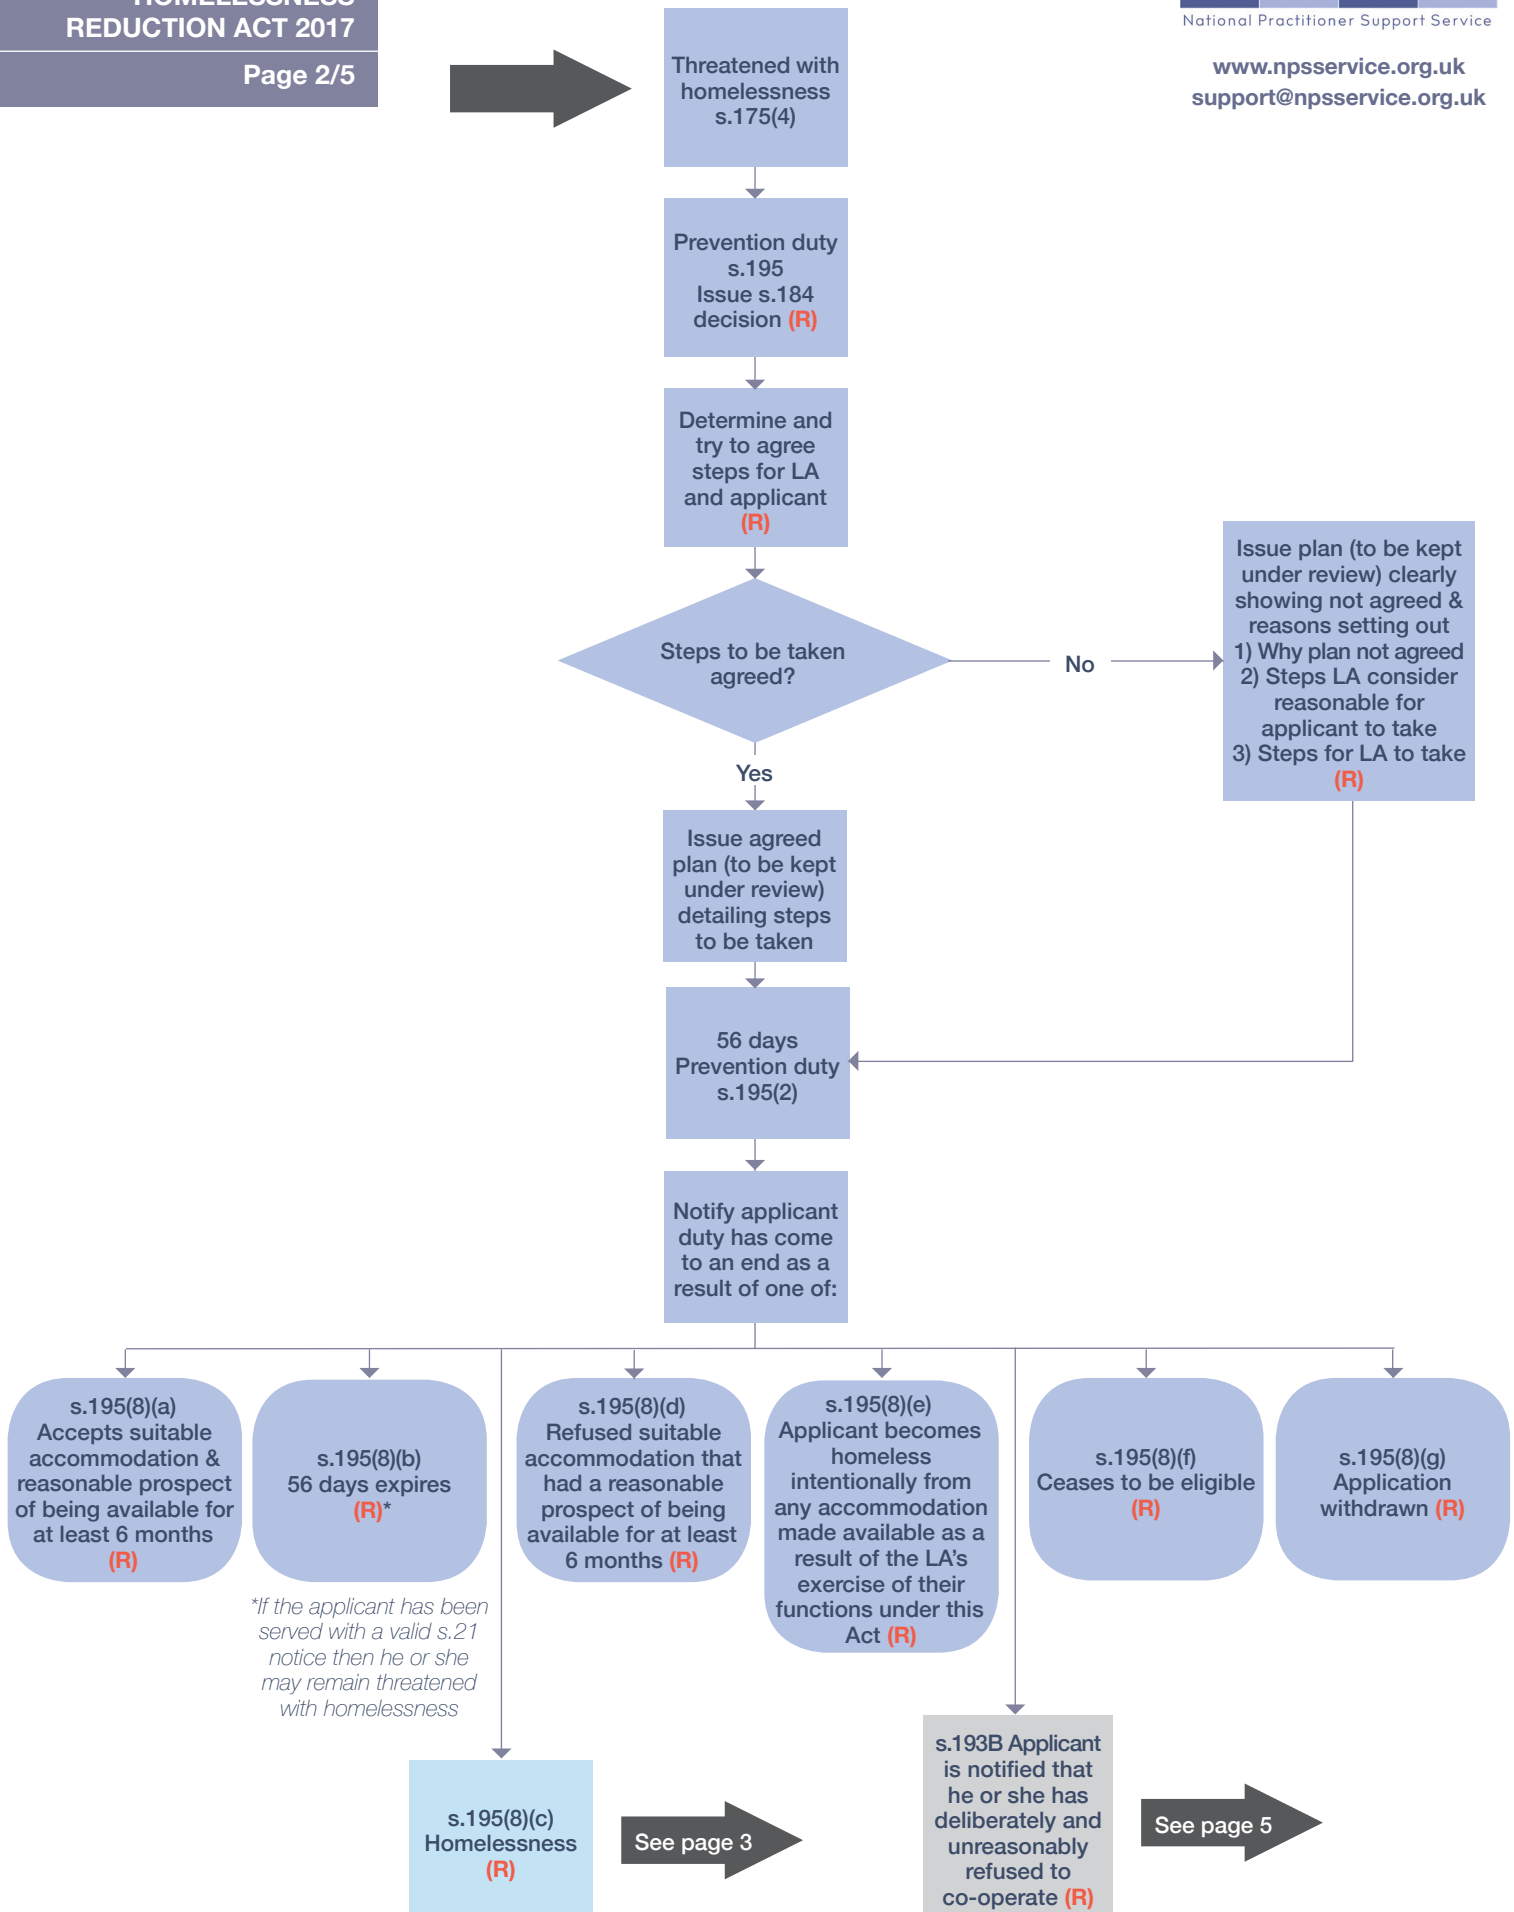 HOMELESSNESS
REDUCTION ACT 2017
Page 2/5
National Practitioner Support Service
www.npsservice.org.uk
support@npsservice.org.uk
Threatened with
homelessness
s.175(4)
Prevention duty
s.195
Issue s.184
decision (R)
Determine and
try to agree
steps for LA
and applicant
(R)
Steps to be taken
agreed?
No
Issue plan (to be kept
under review) clearly
showing not agreed &
reasons setting out
1) Why plan not agreed
2) Steps LA consider
reasonable for
applicant to take
3) Steps for LA to take
(R)
Yes
Issue agreed
plan (to be kept
under review)
detailing steps
to be taken
56 days
Prevention duty
s.195(2)
Notify applicant
duty has come
to an end as a
result of one of:
s.195(8)(a)
Accepts suitable
accommodation &
reasonable prospect
of being available for
at least 6 months
(R)
s.195(8)(b)
56 days expires
(R)*
*If the applicant has been
served with a valid s.21
notice then he or she
may remain threatened
with homelessness
s.195(8)(d)
Refused suitable
accommodation that
had a reasonable
prospect of being
available for at least
6 months (R)
s.195(8)(e)
Applicant becomes
homeless
intentionally from
any accommodation
made available as a
result of the LA's
exercise of their
functions under this
Act (R)
s.195(8)(f)
Ceases to be eligible
(R)
s.195(8)(g)
Application
withdrawn (R)
s.195(8)(c)
Homelessness
(R)
See page 3
s.193B Applicant
is notified that
he or she has
deliberately and
unreasonably
refused to
co-operate (R)
See page 5